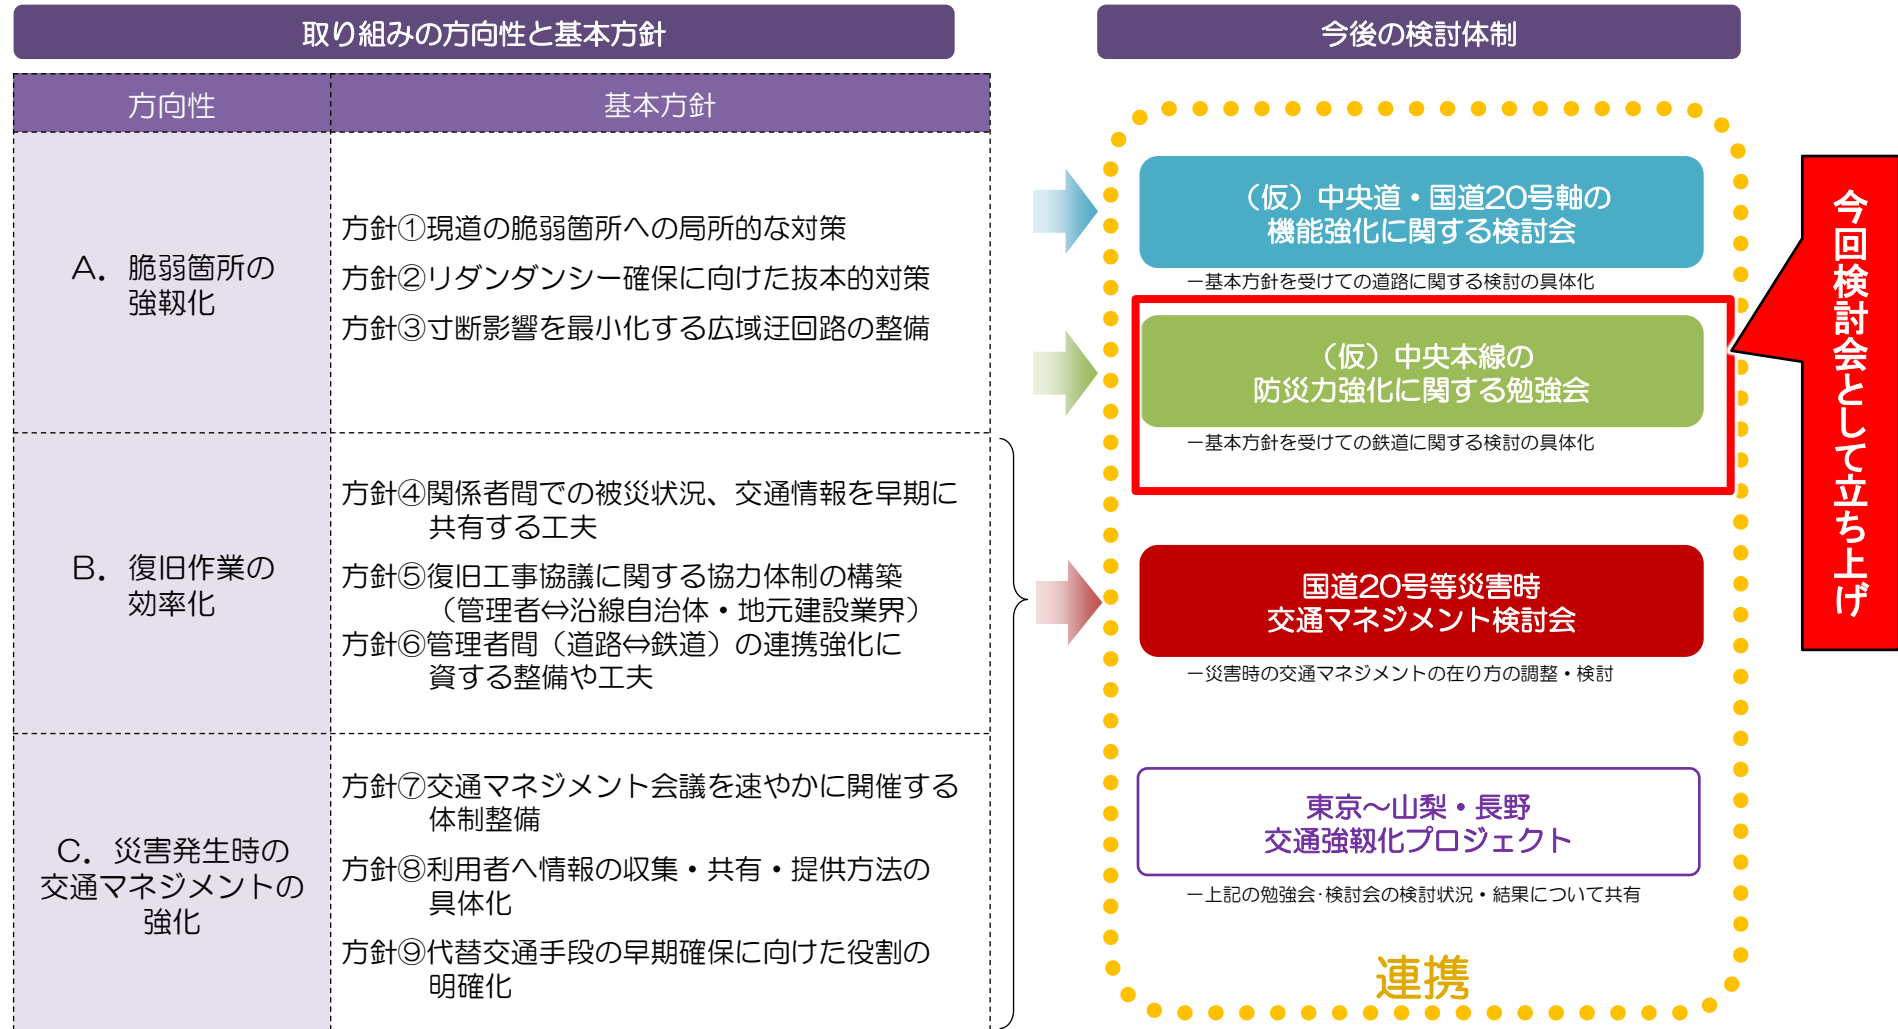 取り組みの方向性と基本方針
方向性
基本方針
A．脆弱箇所の
強靱化
方針①現道の脆弱箇所への局所的な対策
方針②リダンダンシー確保に向けた抜本的対策
方針③寸断影響を最小化する広域迂回路の整備
B．復旧作業の
効率化
方針④関係者間での被災状況、交通情報を早期に
共有する工夫
方針⑤復旧工事協議に関する協力体制の構築
（管理者⇔沿線自治体・地元建設業界）
方針⑥管理者間（道路⇔鉄道）の連携強化に
資する整備や工夫
C．災害発生時の
交通マネジメントの
強化
方針⑦交通マネジメント会議を速やかに開催する
体制整備
方針⑧利用者へ情報の収集・共有・提供方法の
具体化
方針⑨代替交通手段の早期確保に向けた役割の
明確化
今後の検討体制
（仮）中央道・国道20号軸の
機能強化に関する検討会
－基本方針を受けての道路に関する検討の具体化
（仮）中央本線の
防災力強化に関する勉強会
－基本方針を受けての鉄道に関する検討の具体化
国道20号等災害時
交通マネジメント検討会
－災害時の交通マネジメントの在り方の調整・検討
東京～山梨・長野
交通強靱化プロジェクト
－上記の勉強会・検討会の検討状況・結果について共有
連携
今回検討会として立ち上げ